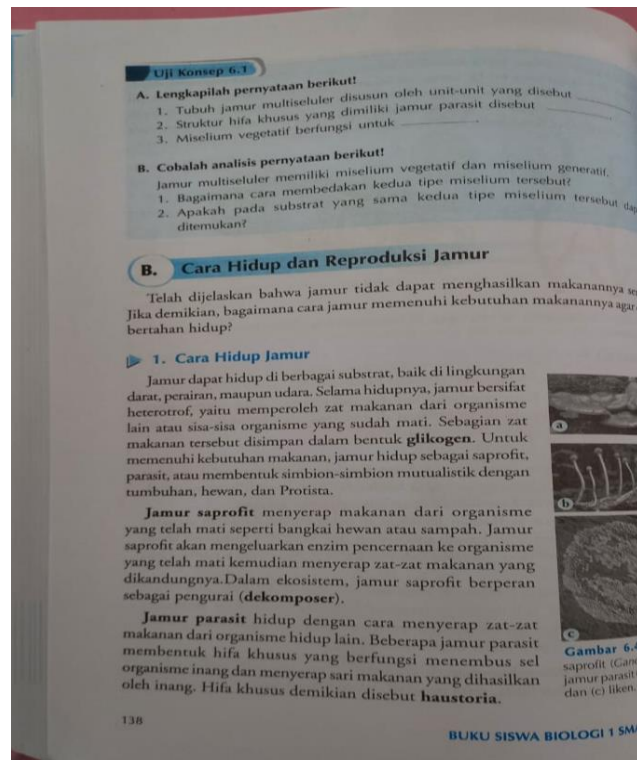 Uji Konsep 6.1
A. Lengkapilah pernyataan berikut!
1. Tubuh jamur multiseluler disusun oleh unit-unit yang disebut
2. Struktur hifa khusus yang dimiliki jamur parasit disebut
3. Miselium vegetatif berfungsi untuk
B. Cobalah analisis pernyataan berikut!
Jamur multiseluler memiliki miselium vegetatif dan miselium generatif.
1. Bagaimana cara membedakan kedua tipe miselium tersebut?
2. Apakah pada substrat yang sama kedua tipe miselium tersebut
ditemukan?
B. Cara Hidup dan Reproduksi Jamur
Telah dijelaskan bahwa jamur tidak dapat menghasilkan makanannya
Jika demikian, bagaimana cara jamur memenuhi kebutuhan makanannya agar
bertahan hidup?
1. Cara Hidup Jamur
Jamur dapat hidup di berbagai substrat, baik di lingkungan
darat, perairan, maupun udara. Selama hidupnya, jamur bersifat
heterotrof, yaitu memperoleh zat makanan dari organisme
lain atau sisa-sisa organisme yang sudah mati. Sebagian zat
makanan tersebut disimpan dalam bentuk glikogen. Untuk
memenuhi kebutuhan makanan, jamur hidup sebagai saprofit,
parasit, atau membentuk simbion-simbion mutualistik dengan
tumbuhan, hewan, dan Protista.
Jamur saprofit menyerap makanan dari organisme
yang telah mati seperti bangkai hewan atau sampah. Jamur
saprofit akan mengeluarkan enzim pencernaan ke organisme
yang telah mati kemudian menyerap zat-zat makanan yang
dikandungnya.Dalam ekosistem, jamur saprofit berperan
sebagai pengurai (dekomposer).
Jamur parasit hidup dengan cara menyerap zat-zat
makanan dari organisme hidup lain. Beberapa jamur parasit
membentuk hifa khusus yang berfungsi menembus sel
organisme inang dan menyerap sari makanan yang dihasilkan
oleh inang. Hifa khusus demikian disebut haustoria.
a
b
c
Gambar 6.
saprofit
jamur parasit
dan (c) liken.
138
BUKU SISWA BIOLOGI 1